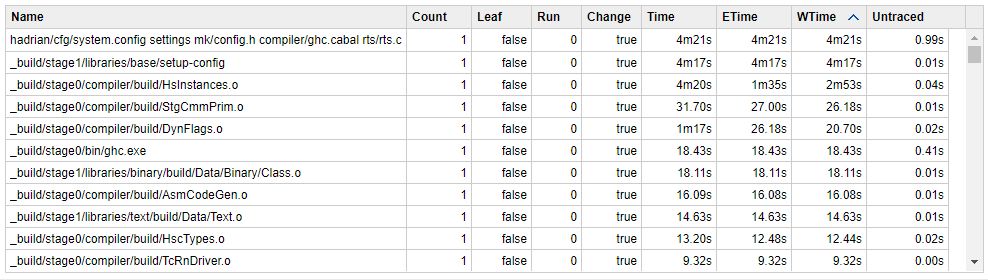 Name Count Leaf Run Change Time ETime WTime Untraced
hadrian/cfg/system.config settings mk/config.h compiler/ghc.cabal rts/rts.c 1 false 0 true 4m21s 4m21s 4m21s 0.99s
_build/stage1/libraries/base/setup-config 1 false 0 true 4m17s 4m17s 4m17s 0.01s
_build/stage0/compiler/build/HsInstances.o 1 false 0 true 4m20s 1m35s 2m53s 0.04s
_build/stage0/compiler/build/StgCmmPrim.o 1 false 0 true 31.70s 27.00s 26.18s 0.01s
_build/stage0/compiler/build/DynFlags.o 1 false 0 true 1m17s 26.18s 20.70s 0.02s
_build/stage0/bin/ghc.exe 1 false 0 true 18.43s 18.43s 18.43s 0.41s
_build/stage1/libraries/binary/build/Data/Binary/Class.o 1 false 0 true 18.11s 18.11s 18.11s 0.01s
_build/stage0/compiler/build/AsmCodeGen.o 1 false 0 true 16.09s 16.08s 16.08s 0.01s
_build/stage1/libraries/text/build/Data/Text.o 1 false 0 true 14.63s 14.63s 14.63s 0.01s
_build/stage0/compiler/build/HscTypes.o 1 false 0 true 13.20s 12.48s 12.44s 0.02s
_build/stage0/compiler/build/TcRnDriver.o 1 false 0 true 9.32s 9.32s 9.32s 0.00s